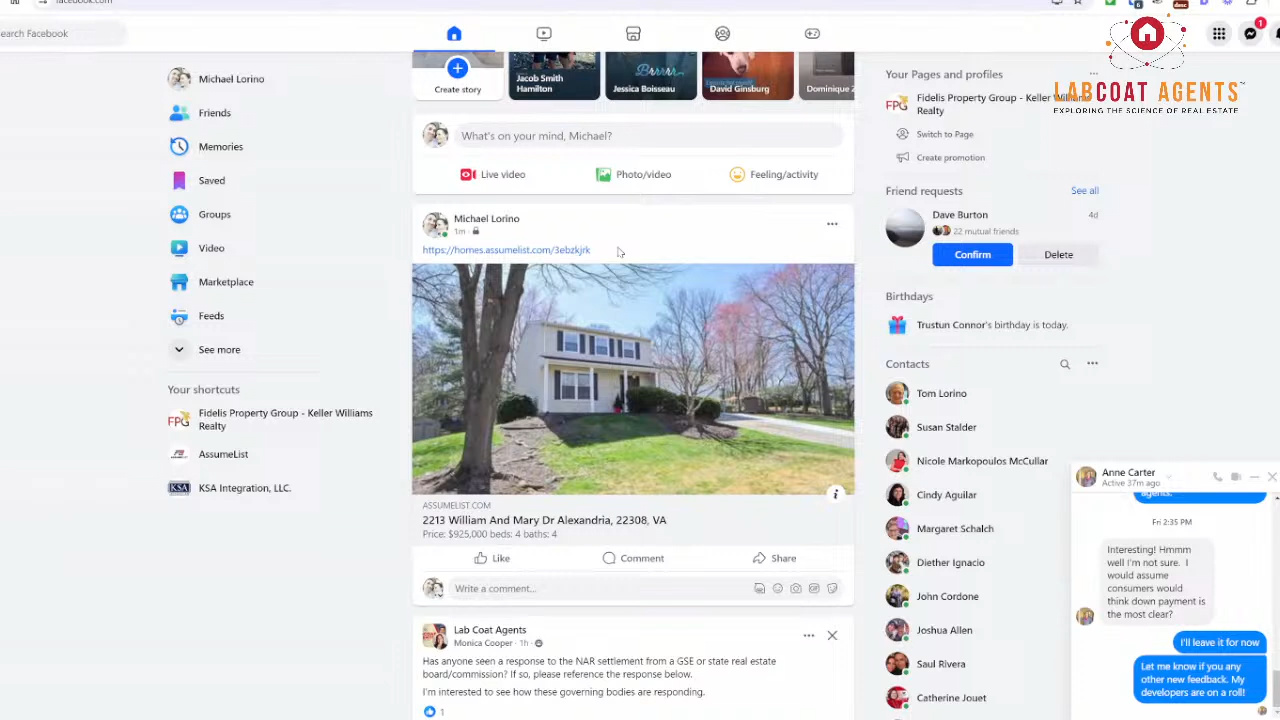 facebook.com
earch Facebook
1
LABCOAT AGENTS
EXPLORING THE SCIENCE OF REAL ESTATE
Michael Lorino
Friends
Memories
Saved
Groups
Video
Marketplace
Feeds
See more
Your shortcuts
Fidelis Property Group - Keller Williams
Realty
AssumeList
KSA Integration, LLC.
Create story
Jacob Smith
Hamilton
Brrrrr
Jessica Boisseau
David Ginsburg
Dominique
What's on your mind, Michael?
Live video
Photo/video
Feeling/activity
Michael Lorino
1m
https://homes.assumelist.com/3ebzkjrk
ASSUMELIST.COM
2213 William And Mary Dr Alexandria, 22308, VA
Price: $925,000 beds: 4 baths: 4
Like
Comment
Share
Write a comment...
Lab Coat Agents
Monica Cooper · 1h
Has anyone seen a response to the NAR settlement from a GSE or state real estate
board/commission? If so, please reference the response below.
I'm interested to see how these governing bodies are responding.
1
Your Pages and profiles
FPG
Fidelis Property Group - Keller Williams
Realty
Switch to Page
Create promotion
Friend requests
See all
Dave Burton
4d
22 mutual friends
Confirm
Delete
Birthdays
Trustun Connor's birthday is today.
Contacts
Tom Lorino
Susan Stalder
Nicole Markopoulos McCullar
Cindy Aguilar
Margaret Schalch
Diether Ignacio
John Cordone
Joshua Allen
Saul Rivera
Catherine Jouet
Anne Carter
Active 37m ago
agents.
Fri 2:35 PM
Interesting! Hmmm
well I'm not sure. I
would assume
consumers would
think down payment is
the most clear?
I'll leave it for now
Let me know if you any
other new feedback. My
developers are on a roll!